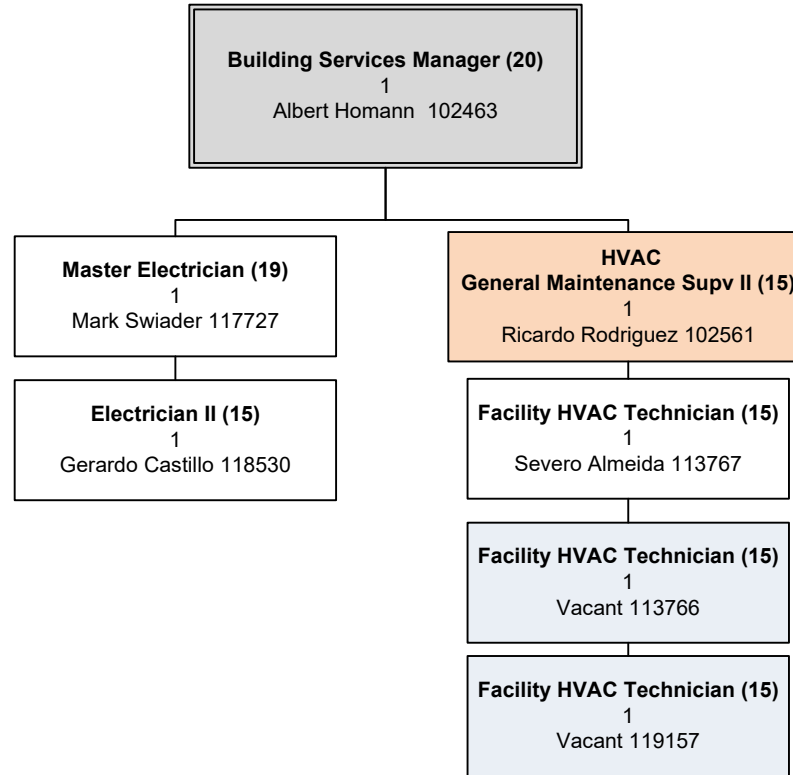 Building Services Manager (20)
1
Albert Homann  102463
Master Electrician (19)
1
Mark Swiader 117727
Electrician II (15)
1
Gerardo Castillo 118530
HVAC
General Maintenance Supv II (15)
1
Ricardo Rodriguez 102561
Facility HVAC Technician (15)
1
Severo Almeida 113767
Facility HVAC Technician (15)
1
Vacant 113766
Facility HVAC Technician (15)
1
Vacant 119157